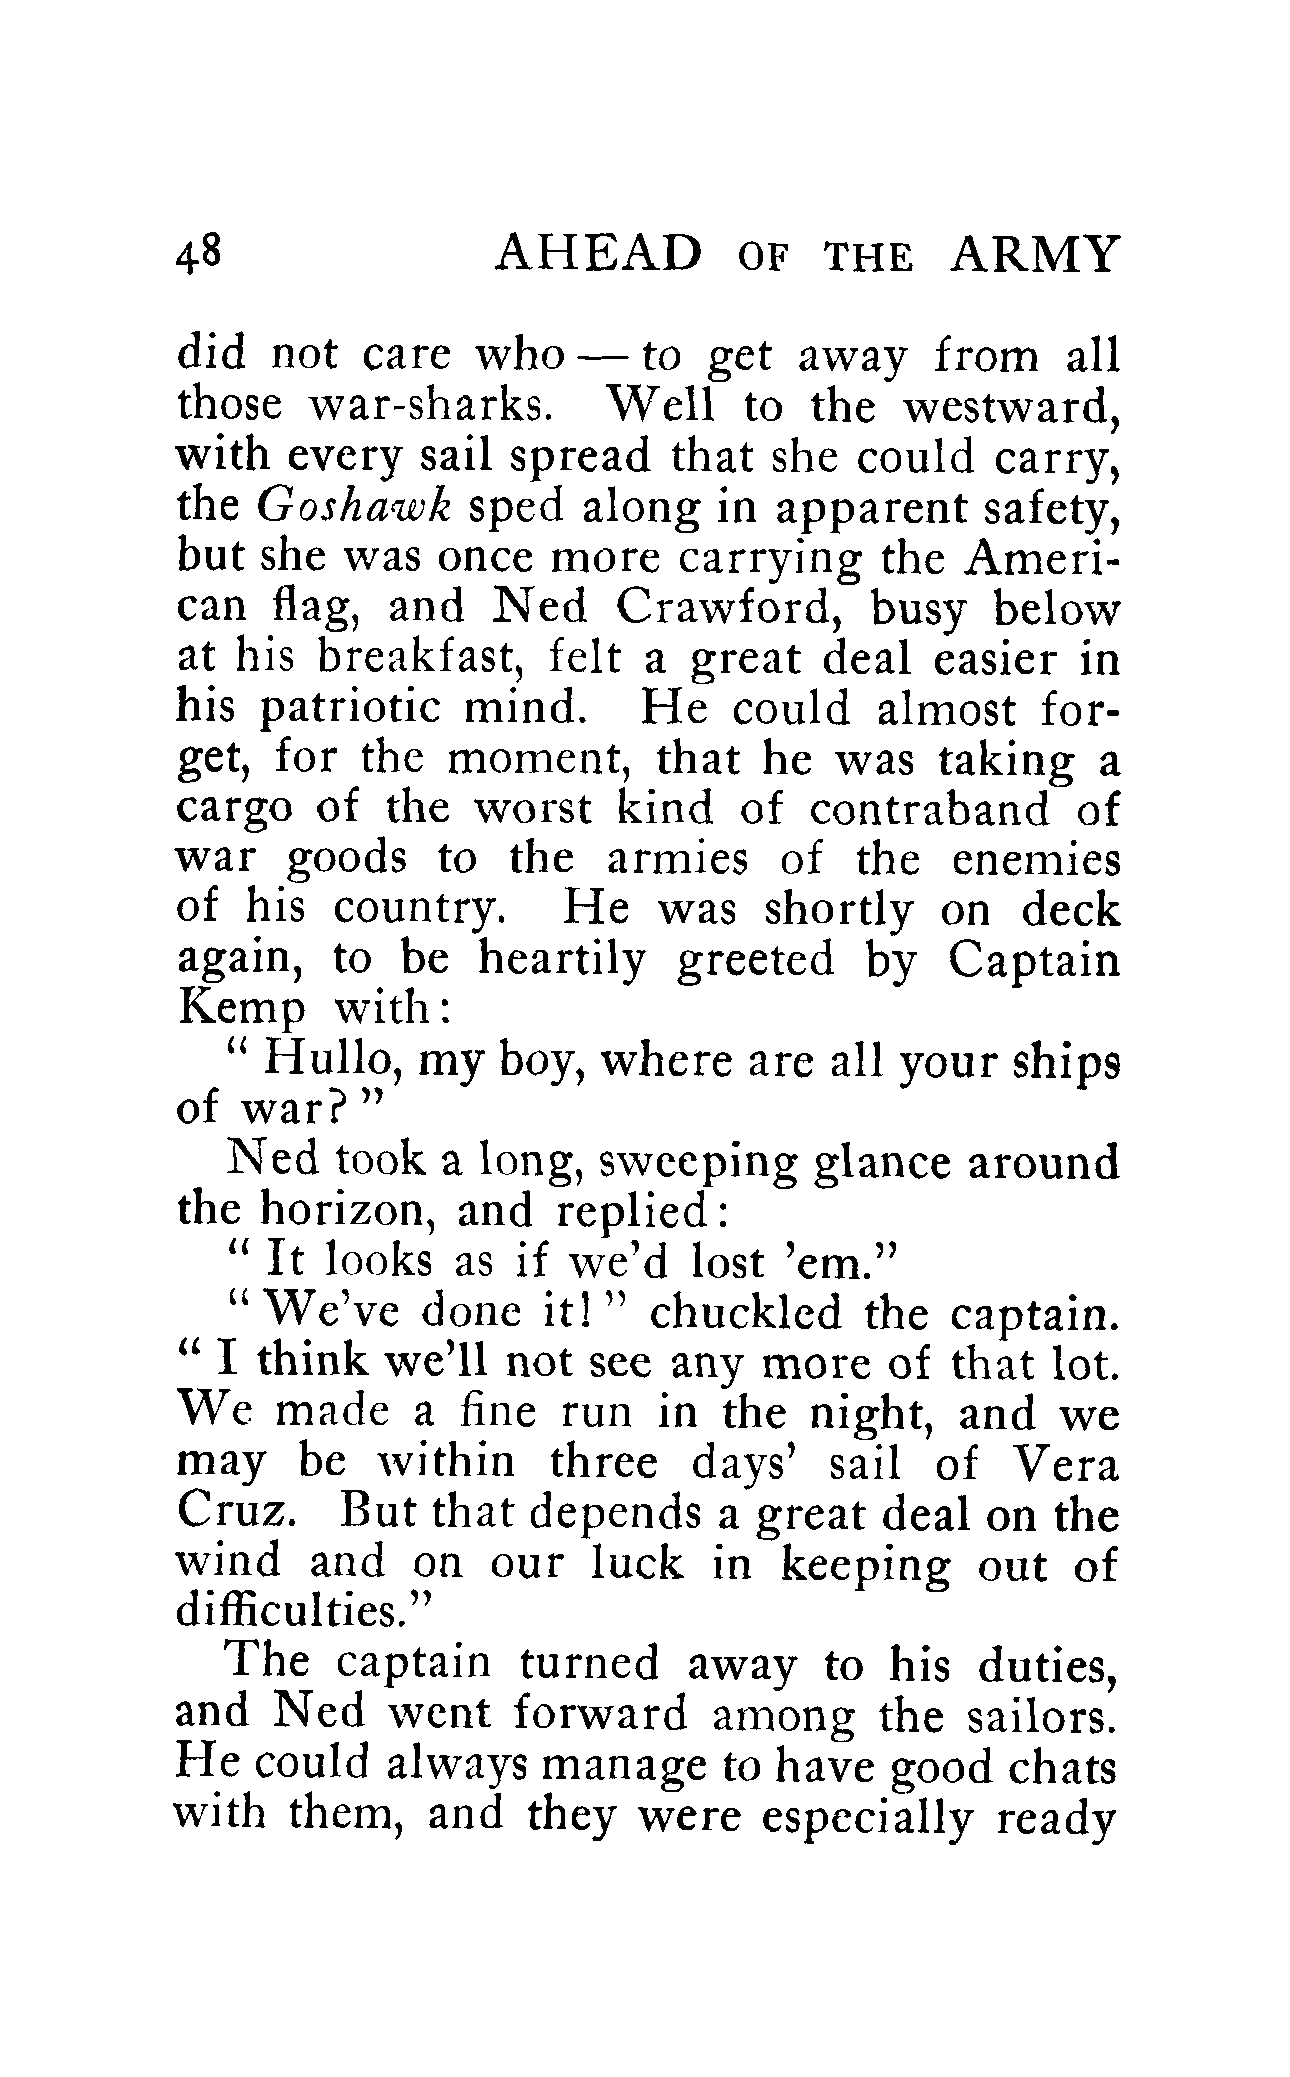 48 AHEAD OF THE ARMY
did not care who — to get away from all
those war-sharks. Well to the westward,
with every sail spread that she could carry,
the Goshawk sped along in apparent safety,
but she was once more carrying the Ameri-
can flag, and Ned Crawford, busy below
at his breakfast, felt a great deal easier in
his patriotic mind. He could almost for-
get, for the moment, that he was taking a
cargo of the worst kind of contraband of
war goods to the armies of the enemies
of his country. He was shortly on deck
again, to be heartily greeted by Captain
Kemp with:
“ Hullo, my boy, where are all your ships
of war? ”
Ned took a long, sweeping glance around
the horizon, and replied:
“ It looks as if we’d lost ’em.”
“ We’ve done it! ” chuckled the captain.
“ I think we’ll not see any more of that lot.
We made a fine run in the night, and we
may be within three days’ sail of Vera
Cruz. But that depends a great deal on the
wind and on our luck in keeping out of
difficulties.”
The captain turned away to his duties,
and Ned went forward among the sailors.
He could always manage to have good chats
with them, and they were especially ready